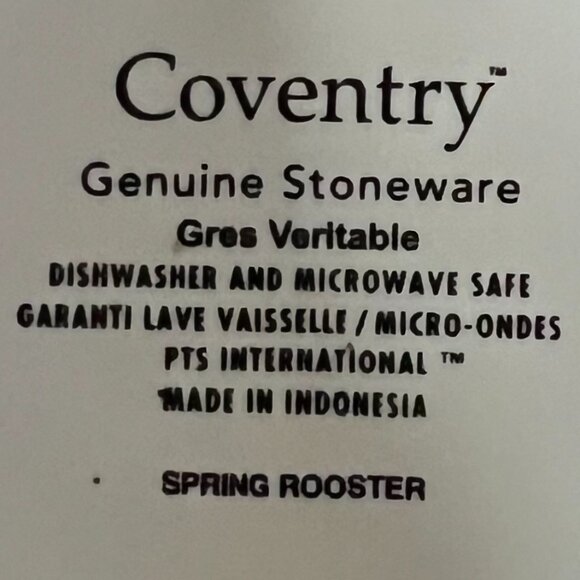 Coventry™
Genuine Stoneware
Gres Veritable
DISHWASHER AND MICROWAVE SAFE
GARANTI LAVE VAISSELLE / MICRO-ONDES
PTS INTERNATIONAL ™
MADE IN INDONESIA
SPRING ROOSTER